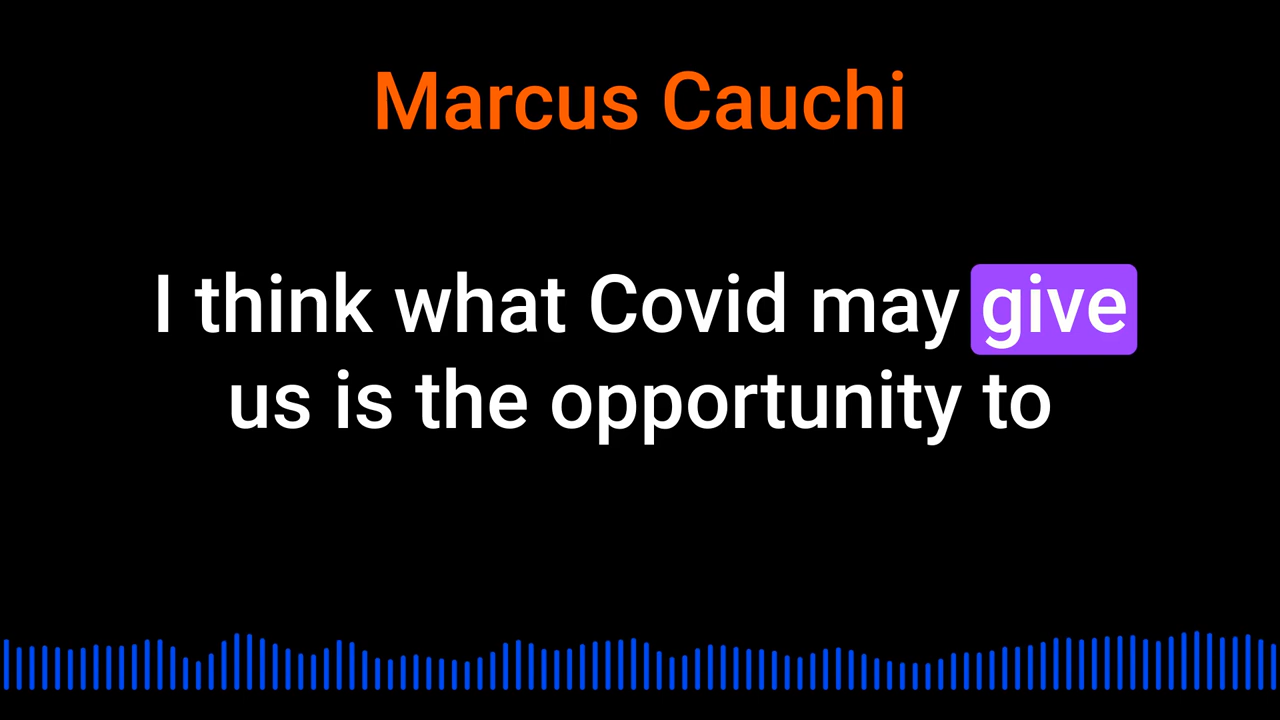 Marcus Cauchi
I think what Covid may give
us is the opportunity to